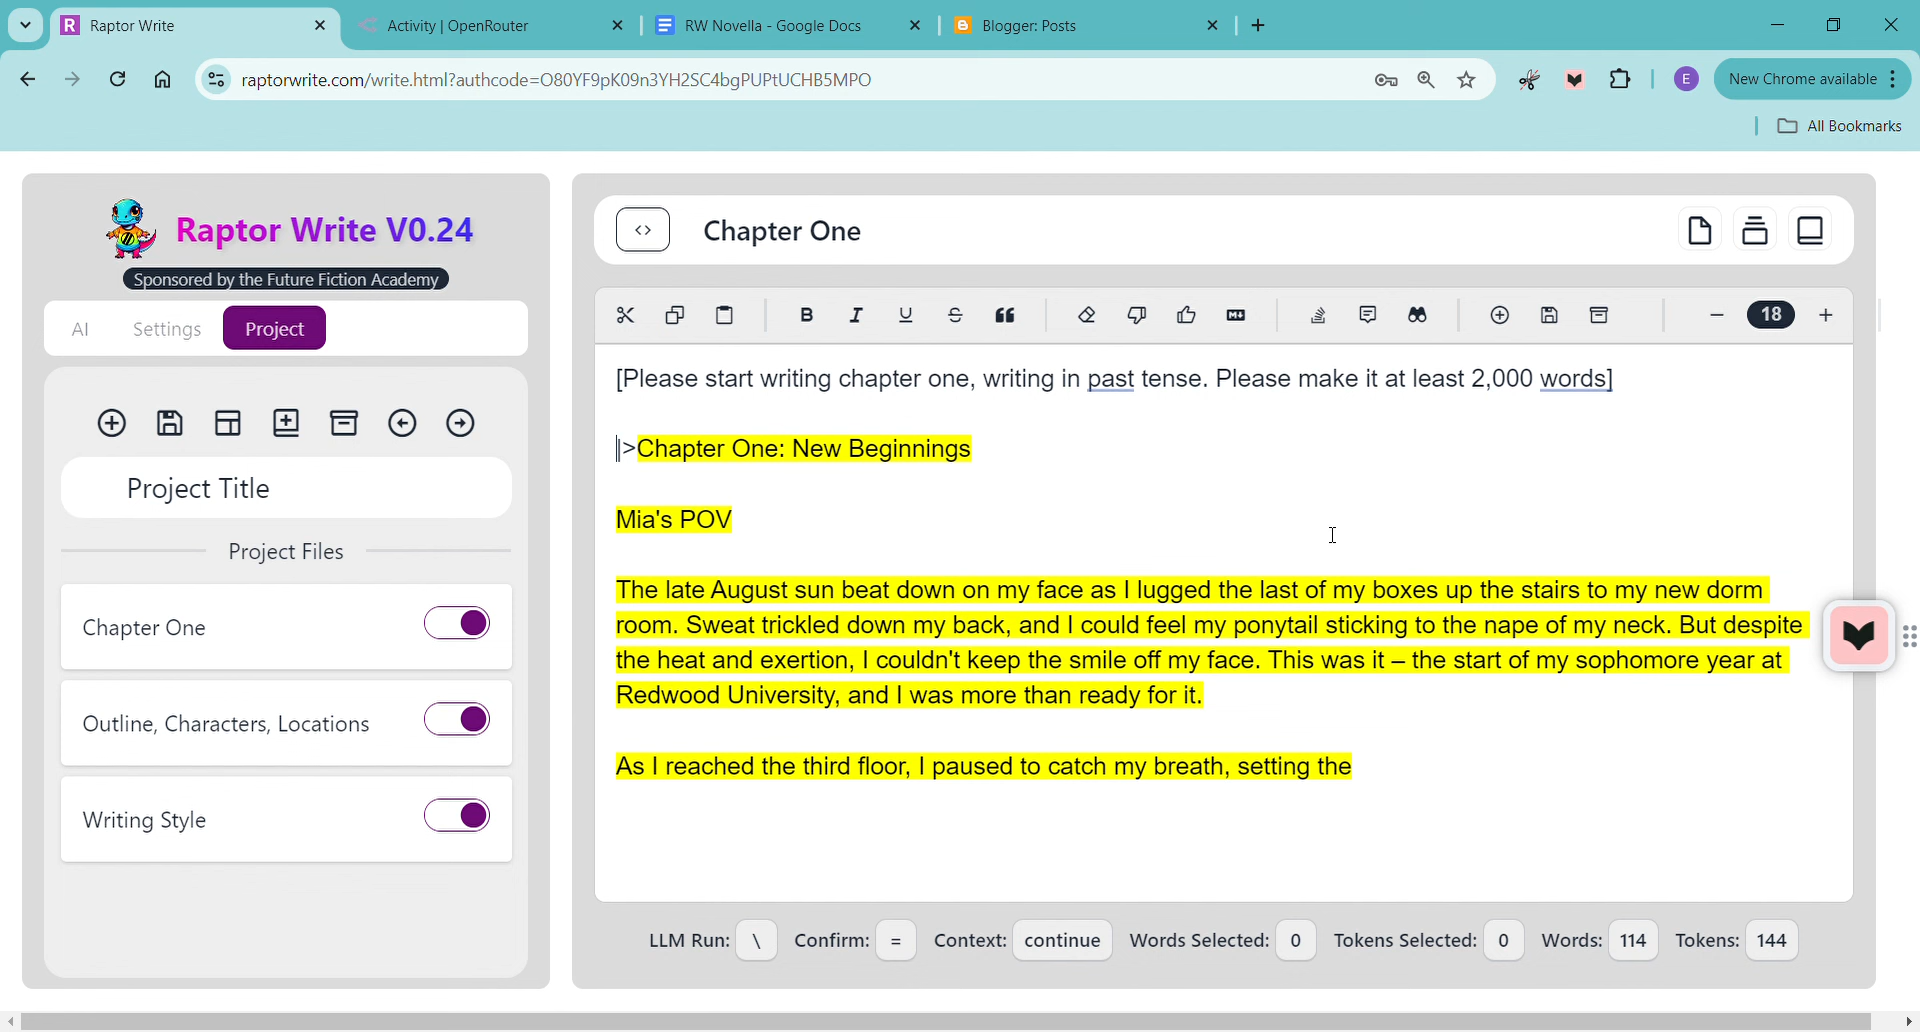 Raptor Write
Activity | OpenRouter
RW Novella - Google Docs
Blogger: Posts
raptorwrite.com/write.html?authcode=O80YF9pK09n3YH2SC4bgPUPtUCHB5MPO
E
New Chrome available
All Bookmarks
Raptor Write V0.24
Sponsored by the Future Fiction Academy
AI
Settings
Project
Project Title
Project Files
Chapter One
Outline, Characters, Locations
Writing Style
<> Chapter One
B I U S
18
[Please start writing chapter one, writing in past tense. Please make it at least 2,000 words]
|>Chapter One: New Beginnings
Mia's POV
The late August sun beat down on my face as I lugged the last of my boxes up the stairs to my new dorm
room. Sweat trickled down my back, and I could feel my ponytail sticking to the nape of my neck. But despite
the heat and exertion, I couldn't keep the smile off my face. This was it – the start of my sophomore year at
Redwood University, and I was more than ready for it.
As I reached the third floor, I paused to catch my breath, setting the
LLM Run: \ Confirm: = Context: continue Words Selected: 0 Tokens Selected: 0 Words: 114 Tokens: 144